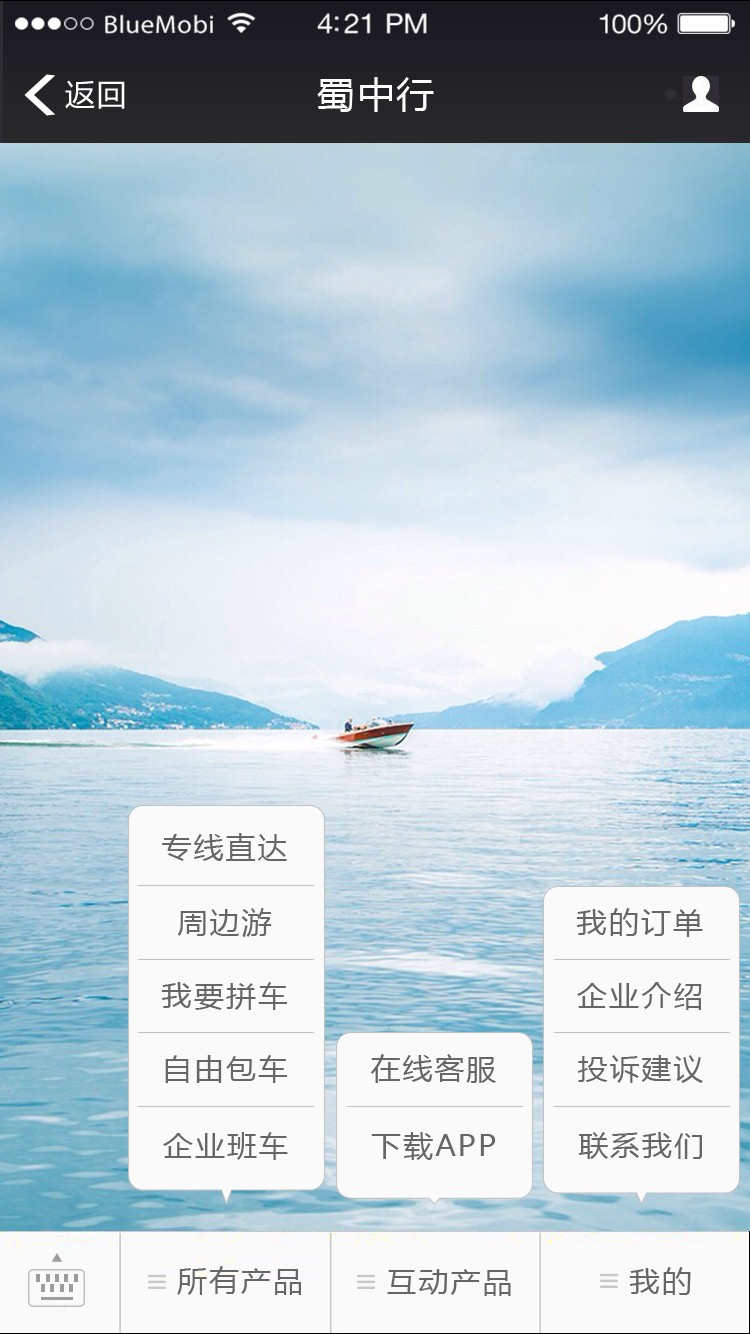 BlueMobi 4:21 PM 100%
返回 蜀中行
专线直达
周边游
我要拼车
自由包车
企业班车
在线客服
下载APP
我的订单
企业介绍
投诉建议
联系我们
所有产品 互动产品 我的